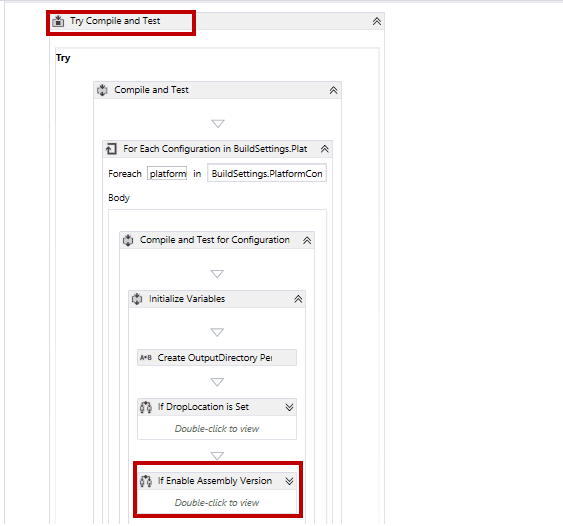 Try Compile and Test
Try
Compile and Test
For Each Configuration in BuildSettings.Plat
Foreach platform in BuildSettings.PlatformCon
Body
Compile and Test for Configuration
Initialize Variables
A+B Create OutputDirectory Per
If DropLocation is Set
Double-click to view
If Enable Assembly Version
Double-click to view